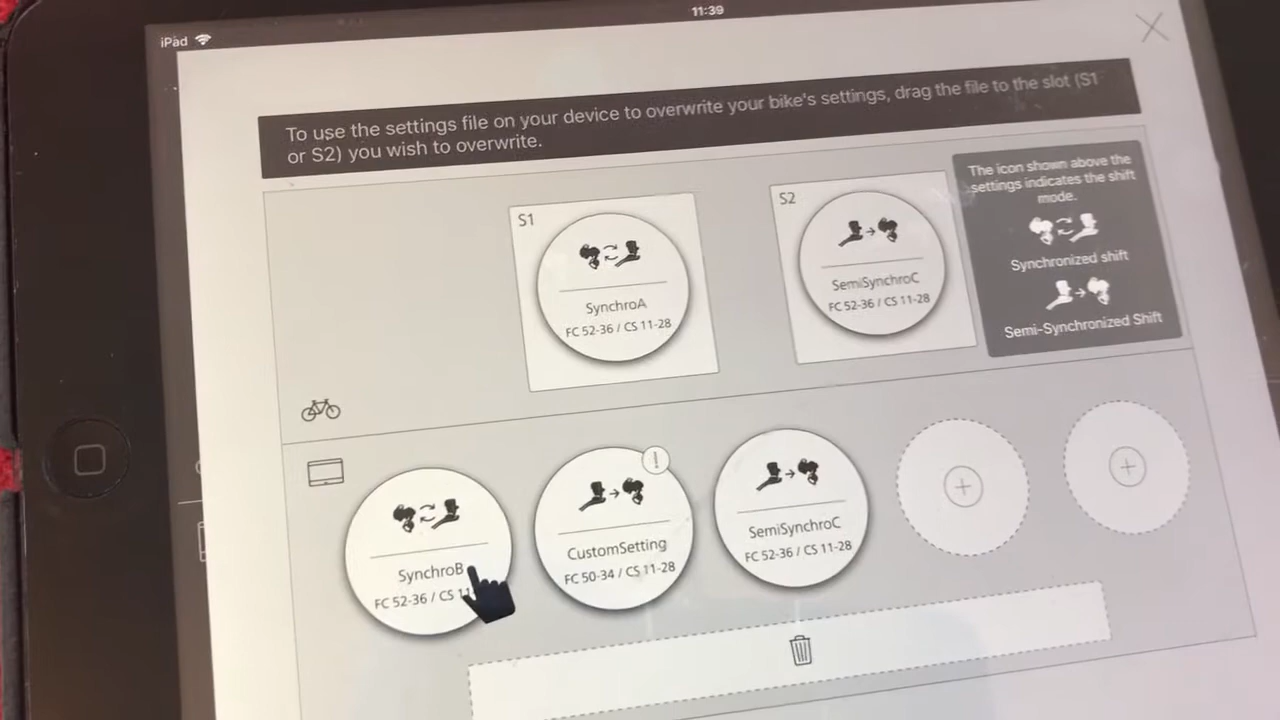 iPad
11:39
To use the settings file on your device to overwrite your bike's settings, drag the file to the slot (S1
or S2) you wish to overwrite.
S1
SynchroA
FC 52-36 / CS 11-28
S2
SemiSynchroC
FC 52-36 / CS 11-28
The icon shown above the
settings indicates the shift
mode.
Synchronized shift
Semi-Synchronized Shift
SynchroB
FC 52-36 / CS
CustomSetting
FC 50-34 / CS 11-28
SemiSynchroC
FC 52-36 / CS 11-28